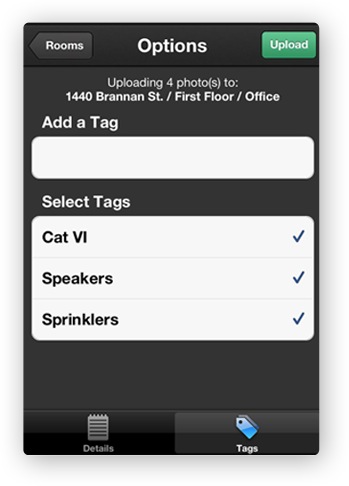 Rooms
Options
Upload
Uploading 4 photo(s) to:
1440 Brannan St. / First Floor / Office
Add a Tag
Select Tags
Cat VI
Speakers
Sprinklers
Details
Tags